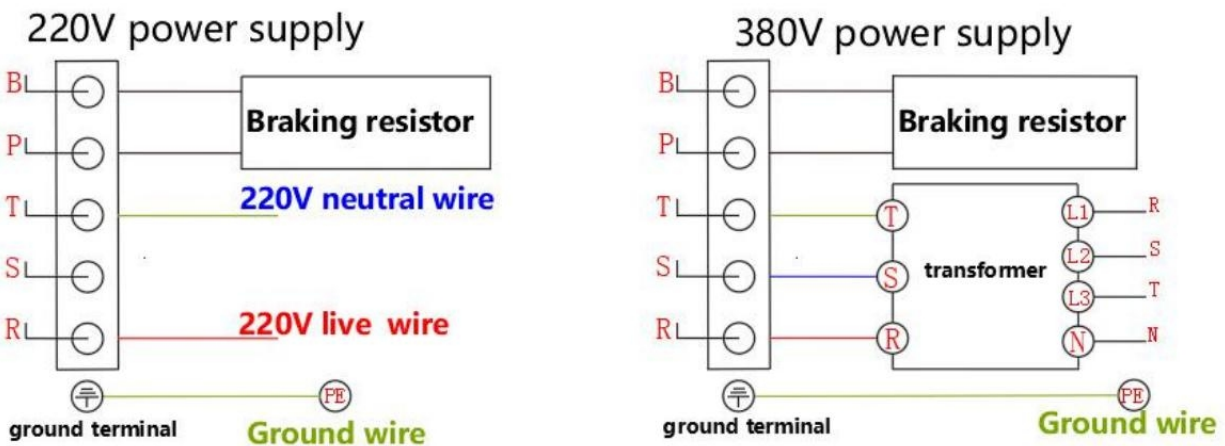 220V power supply
B
Braking resistor
P
220V neutral wire
T
S
220V live wire
R
PE
ground terminal
Ground wire
380V power supply
B
Braking resistor
P
T
T
L1
R
S
S
transformer
L2
S
L3
T
R
R
N
N
PE
ground terminal
Ground wire